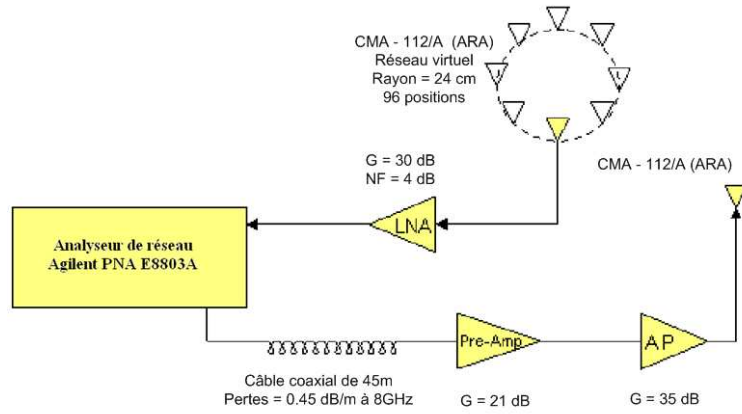 CMA - 112/A (ARA)
Réseau virtuel
Rayon = 24 cm
96 positions
G = 30 dB
NF = 4 dB
CMA - 112/A (ARA)
LNA
Analyseur de réseau
Agilent PNA E8803A
Pre-Amp
AP
Câble coaxial de 45m
Pertes = 0.45 dB/m à 8GHz
G = 21 dB
G = 35 dB